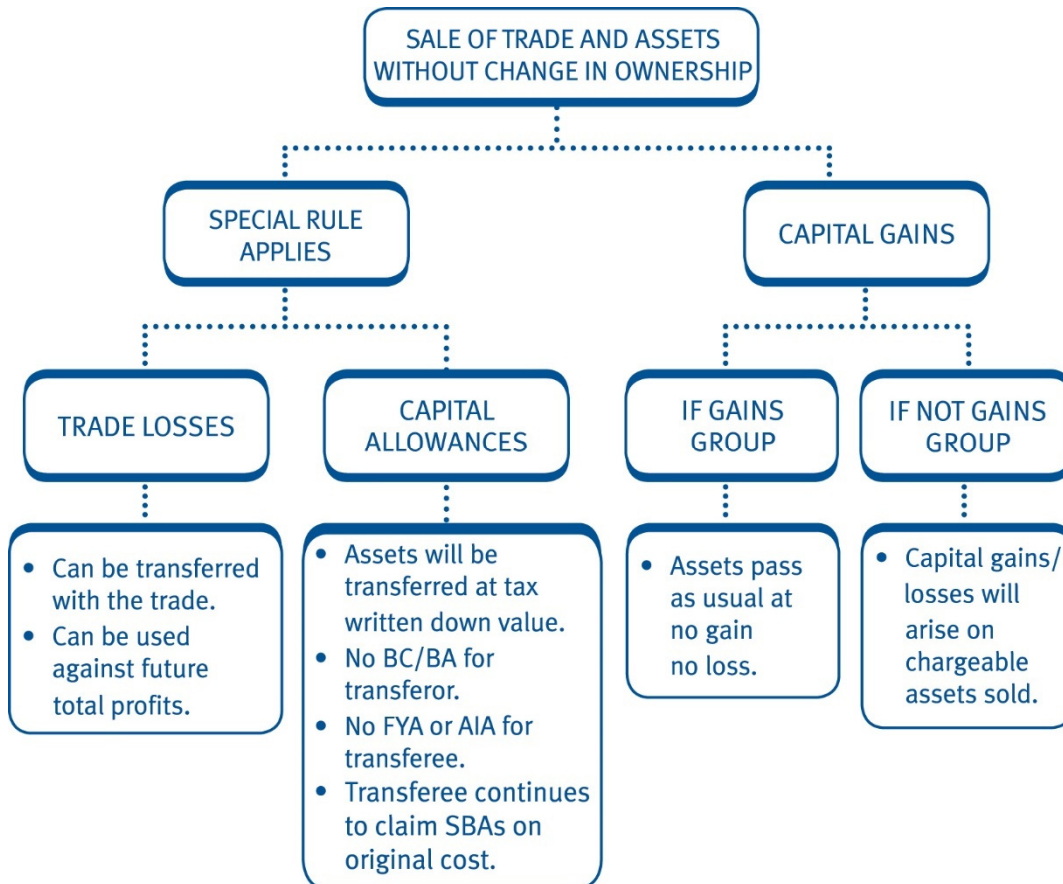 SALE OF TRADE AND ASSETS
WITHOUT CHANGE IN OWNERSHIP
SPECIAL RULE
APPLIES
CAPITAL GAINS
TRADE LOSSES
CAPITAL
ALLOWANCES
IF GAINS
GROUP
IF NOT GAINS
GROUP
• Can be transferred
with the trade.
• Can be used
against future
total profits.
• Assets will be
transferred at tax
written down value.
• No BC/BA for
transferor.
• No FYA or AIA for
transferee.
• Transferee continues
to claim SBAs on
original cost.
• Assets pass
as usual at
no gain
no loss.
• Capital gains/
losses will
arise on
chargeable
assets sold.